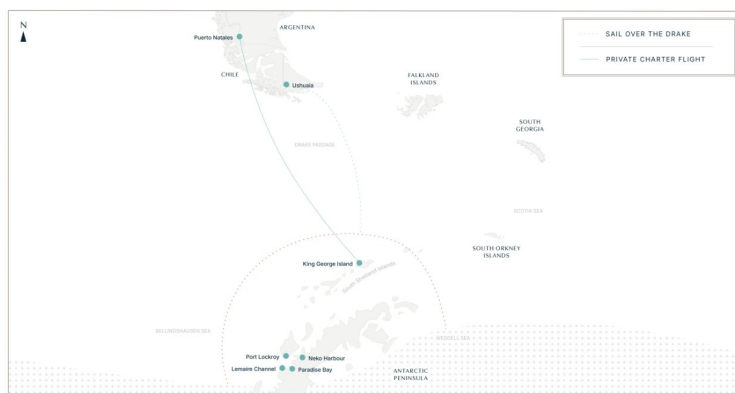 N
ARGENTINA
Puerto Natales
CHILE
Ushuaia
FALKLAND
ISLANDS
SAIL OVER THE DRAKE
PRIVATE CHARTER FLIGHT
SOUTH
GEORGIA
DRAKE PASSAGE
SCOTIA SEA
SOUTH ORKNEY
ISLANDS
King George Island
South Shetland Islands
BELLINGSHAUSEN SEA
WEDDELL SEA
Port Lockroy
Neko Harbour
Lemaire Channel
Paradise Bay
ANTARCTIC
PENINSULA